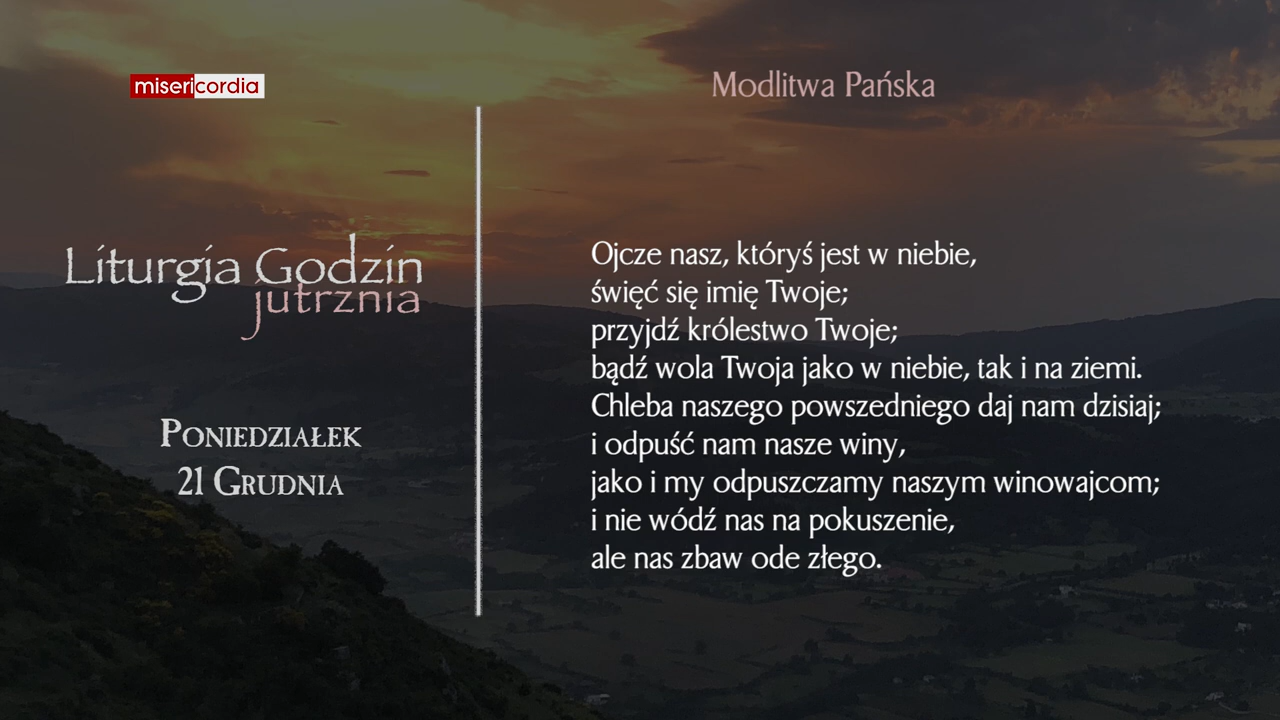 misericordia
Liturgia Godzin
jutrznia
Poniedziałek
21 Grudnia
Modlitwa Pańska
Ojcze nasz, któryś jest w niebie,
święć się imię Twoje;
przyjdź królestwo Twoje;
bądź wola Twoja jako w niebie, tak i na ziemi.
Chleba naszego powszedniego daj nam dzisiaj;
i odpuść nam nasze winy,
jako i my odpuszczamy naszym winowajcom;
i nie wódź nas na pokuszenie,
ale nas zbaw ode złego.